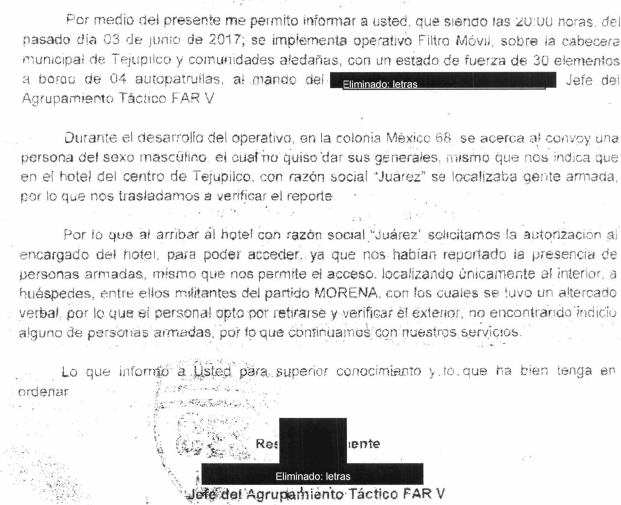 Por medio del presente me permito informar a usted, que siendo las 20:00 horas, del
pasado día 03 de junio de 2017; se implementa operativo Filtro Móvil, sobre la cabecera
municipal de Tejupilco y comunidades aledañas, con un estado de fuerza de 30 elementos
a bordo de 04 autopatrullas, al mando del Eliminado: letras Jefe del
Agrupamiento Táctico FAR V
Durante el desarrollo del operativo, en la colonia México 68, se acerca al convoy una
persona del sexo masculino, el cual no quiso dar sus generales, mismo que nos indica que
en el hotel del centro de Tejupilco, con razón social "Juárez" se localizaba gente armada,
por lo que nos trasladamos a verificar el reporte
Por lo que al arribar al hotel con razón social "Juárez" solicitamos la autorización al
encargado del hotel, para poder acceder, ya que nos habían reportado la presencia de
personas armadas, mismo que nos permite el acceso, localizando únicamente al interior, a
huéspedes, entre ellos militantes del partido MORENA, con los cuales se tuvo un altercado
verbal, por lo que el personal opto por retirarse y verificar el exterior, no encontrando indicio
alguno de personas armadas, por lo que continuamos con nuestros servicios.
Lo que informo a Usted para superior conocimiento y lo que ha bien tenga en
ordenar
Res ente
Eliminado: letras
Jefe del Agrupamiento Táctico FAR V